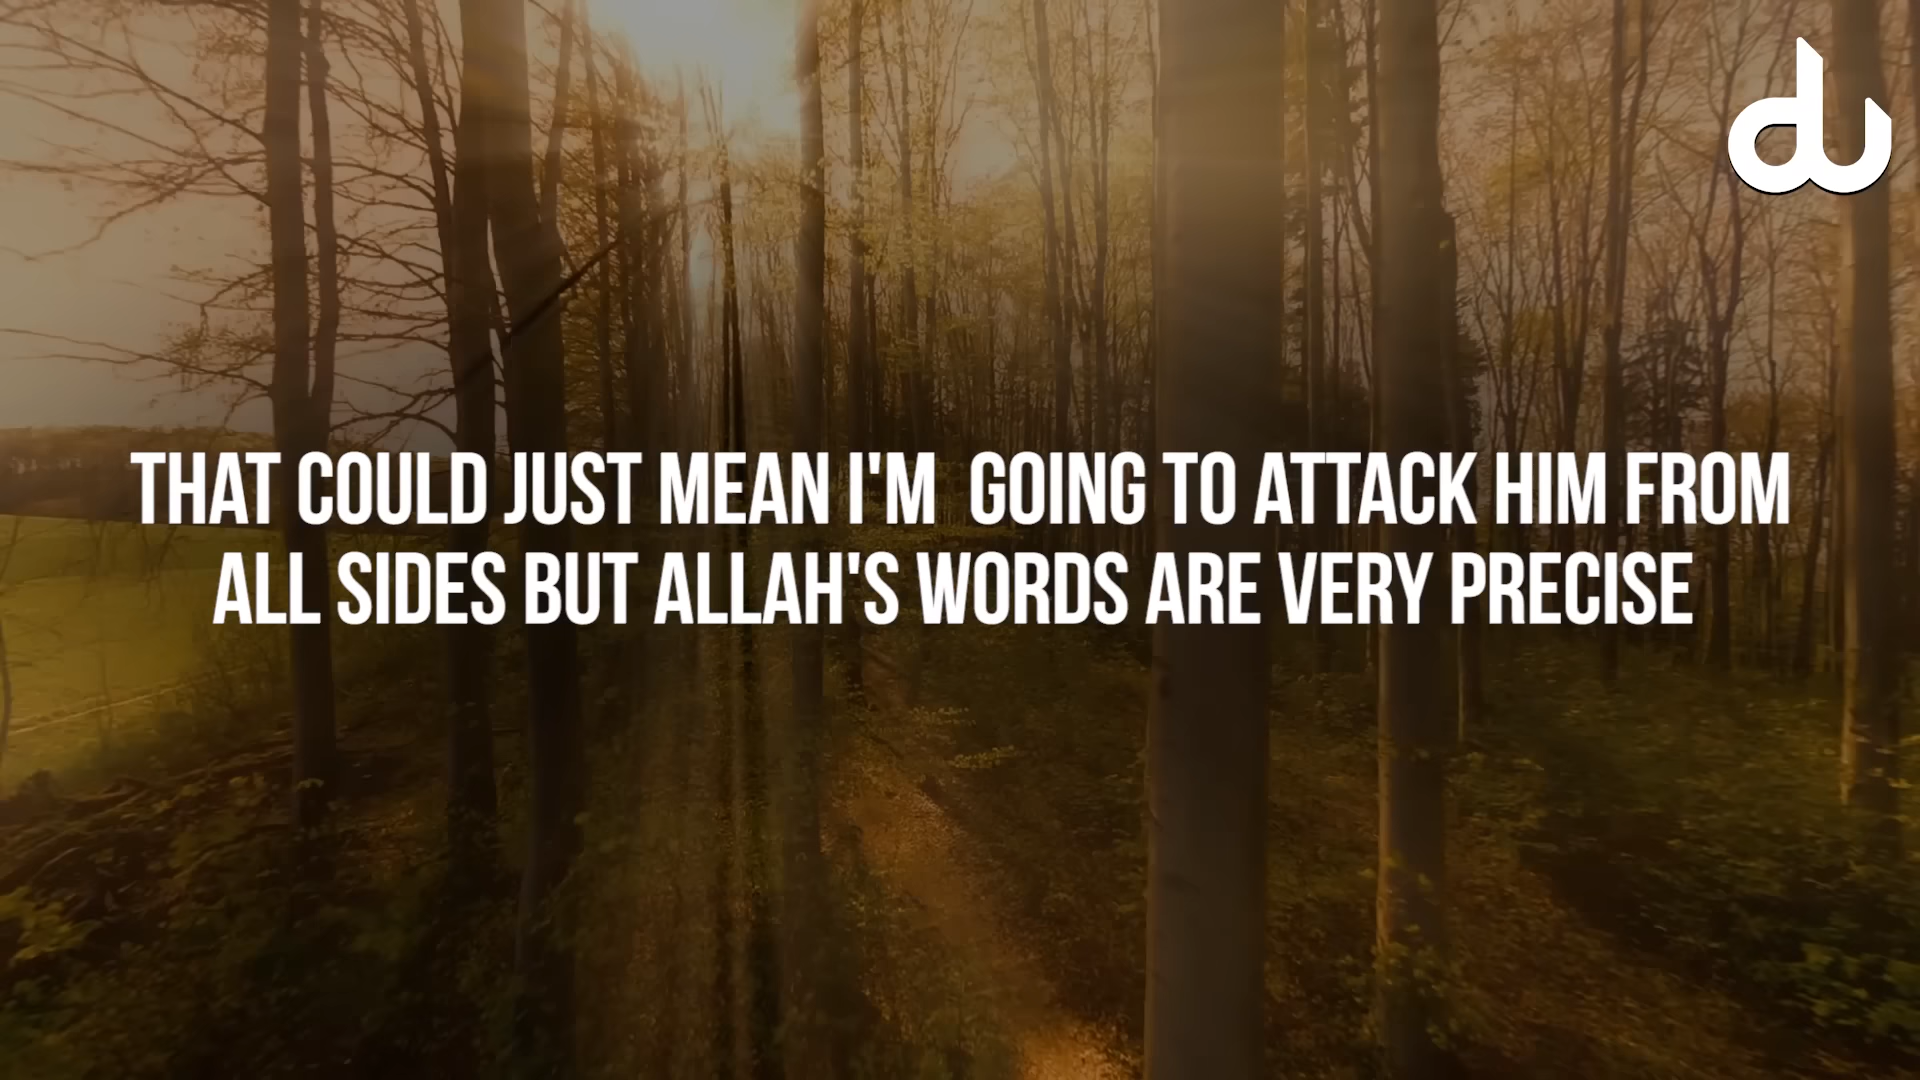 THAT COULD JUST MEAN I'M  GOING TO ATTACK HIM FROM
ALL SIDES BUT ALLAH'S WORDS ARE VERY PRECISE